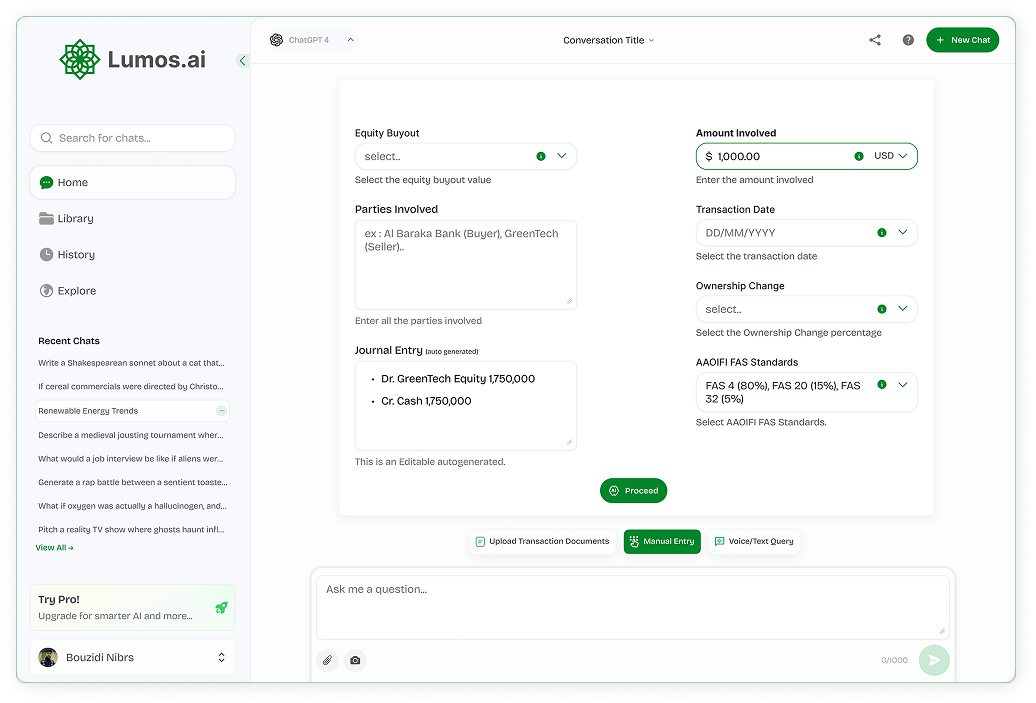 Lumos.ai
Search for chats...
Home
Library
History
Explore
Recent Chats
Write a Shakespearean sonnet about a cat that...
If cereal commercials were directed by Christo...
Renewable Energy Trends
Describe a medieval jousting tournament wher...
What would a job interview be like if aliens wer...
Generate a rap battle between a sentient toaste...
What if oxygen was actually a hallucinogen, and...
Pitch a reality TV show where ghosts haunt infl...
View All →
Try Pro!
Upgrade for smarter AI and more...
Bouzidi Nibrs
ChatGPT 4
Conversation Title
+ New Chat
Equity Buyout
select..
Select the equity buyout value
Parties Involved
ex : Al Baraka Bank (Buyer), GreenTech
(Seller)..
Enter all the parties involved
Journal Entry (auto generated)
• Dr. GreenTech Equity 1,750,000
• Cr. Cash 1,750,000
This is an Editable autogenerated.
Amount Involved
$ 1,000.00 USD
Enter the amount involved
Transaction Date
DD/MM/YYYY
Select the transaction date
Ownership Change
select..
Select the Ownership Change percentage
AAOIFI FAS Standards
FAS 4 (80%), FAS 20 (15%), FAS
32 (5%)
Select AAOIFI FAS Standards.
Proceed
Upload Transaction Documents
Manual Entry
Voice/Text Query
Ask me a question...
0/1000